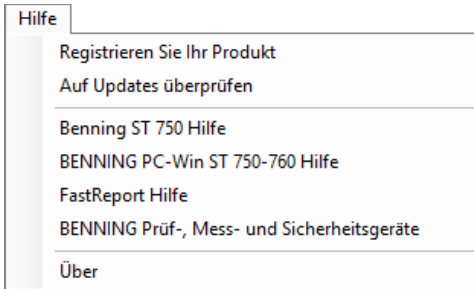 Hilfe
Registrieren Sie Ihr Produkt
Auf Updates überprüfen
Benning ST 750 Hilfe
BENNING PC-Win ST 750-760 Hilfe
FastReport Hilfe
BENNING Prüf-, Mess- und Sicherheitsgeräte
Über